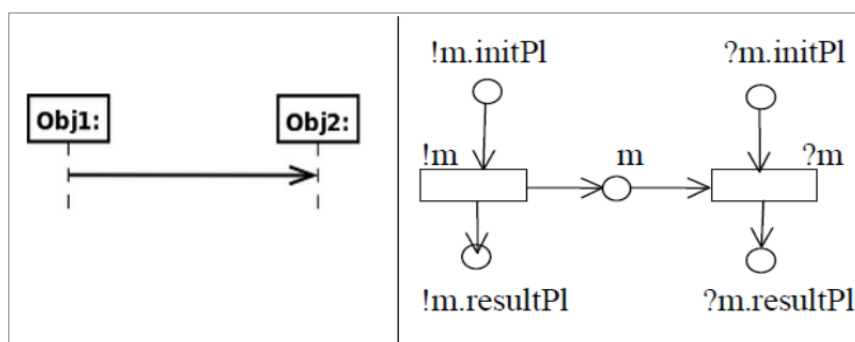 Obj1:
Obj2:
!m.initPl
?m.initPl
!m
m
?m
!m.resultPl
?m.resultPl